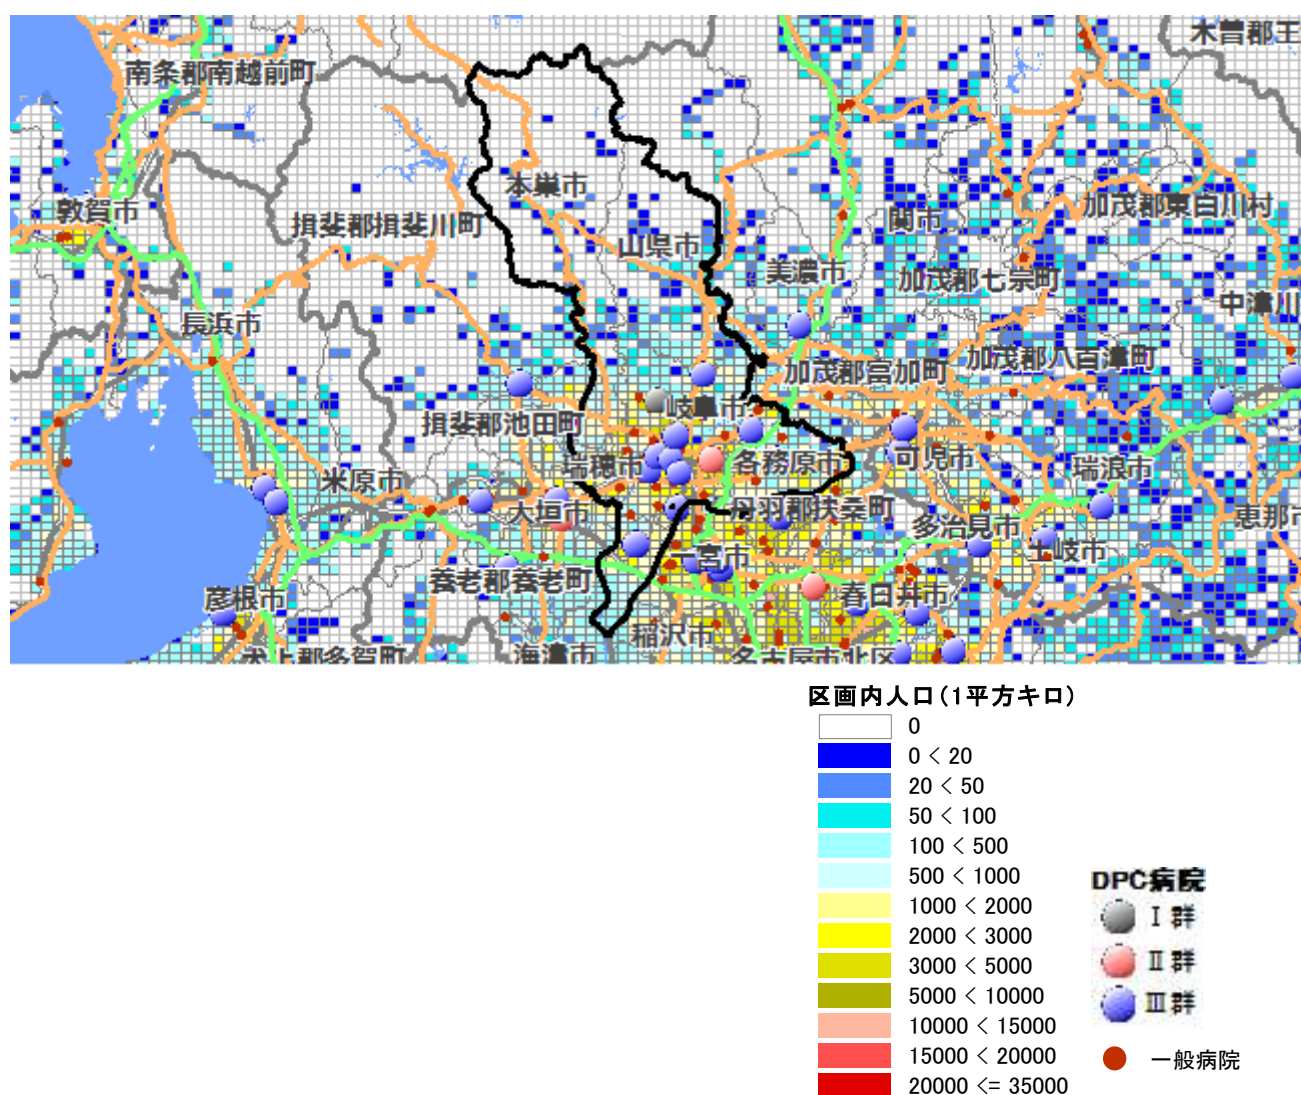 木曽郡王
南条郡南越前町
本巣市
敦賀市
揖斐郡揖斐川町
山県市
関市
加茂郡東白川村
美濃市
加茂郡七宗町
中津川
長浜市
加茂郡富加町
加茂郡八百津町
岐阜市
揖斐郡池田町
瑞穂市
各務原市
可児市
瑞浪市
米原市
大垣市
丹羽郡扶桑町
多治見市
恵那市
土岐市
一宮市
養老郡養老町
春日井市
彦根市
稲沢市
犬上郡多賀町
海津市
名古屋市北区
区画内人口(1平方キロ)
0
0 < 20
20 < 50
50 < 100
100 < 500
500 < 1000
1000 < 2000
2000 < 3000
3000 < 5000
5000 < 10000
10000 < 15000
15000 < 20000
20000 <= 35000
DPC病院
Ⅰ群
Ⅱ群
Ⅲ群
一般病院